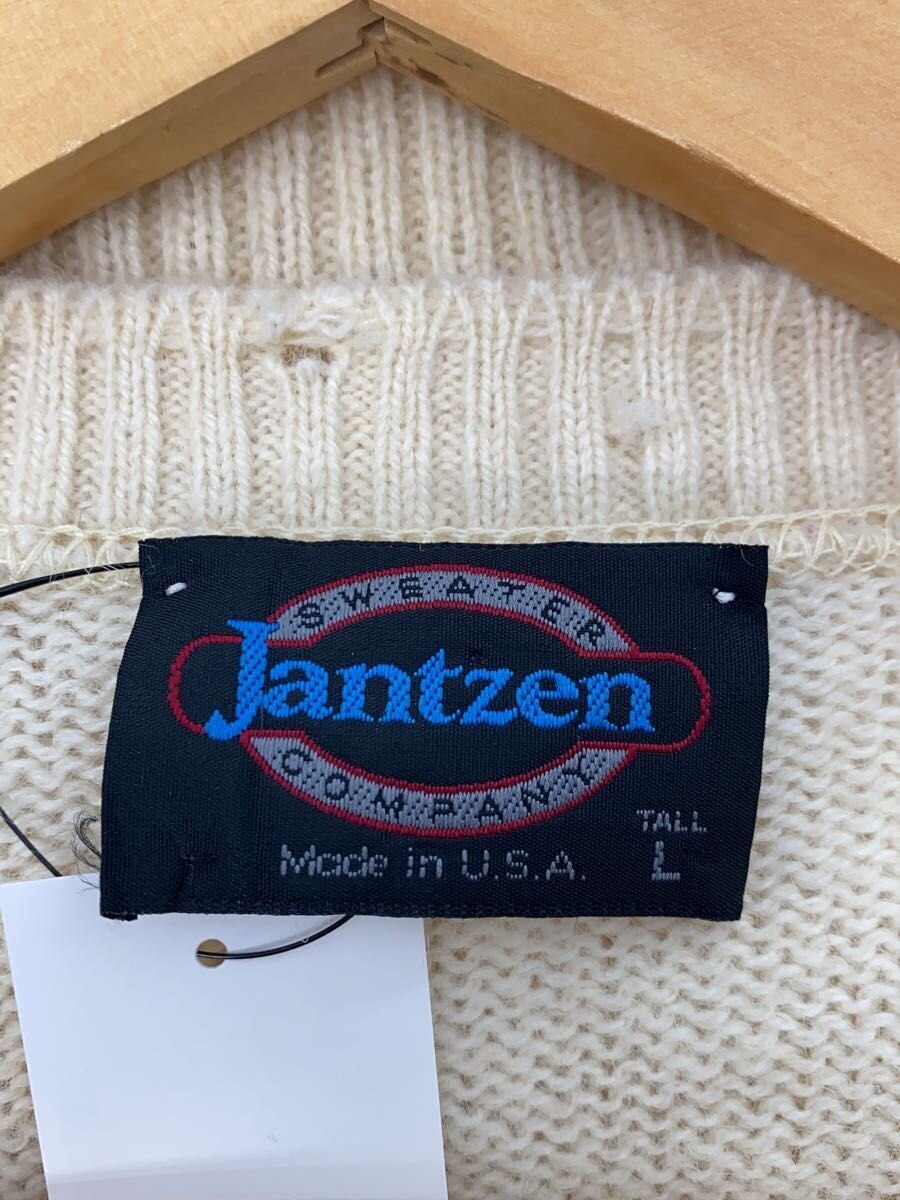 SWEATER
Jantzen
COMPANY
TALL
Made in U.S.A. L